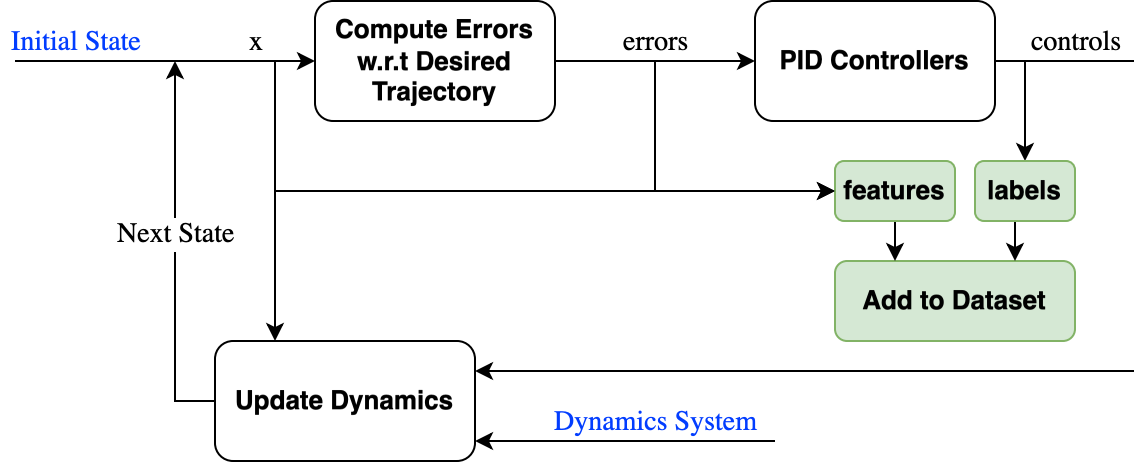 Initial State
x
Compute Errors
w.r.t Desired
Trajectory
errors
PID Controllers
controls
features
labels
Next State
Add to Dataset
Update Dynamics
Dynamics System